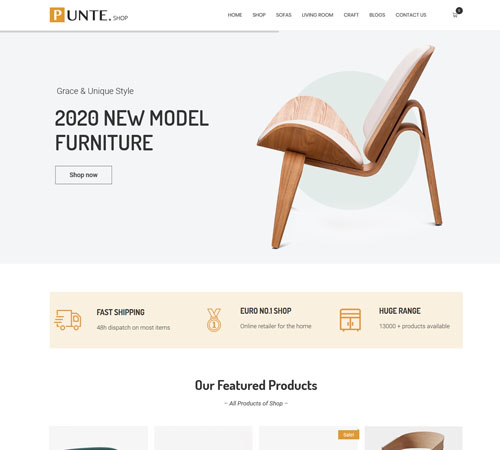 PUNTE.SHOP
HOME SHOP SOFAS LIVING ROOM CRAFT BLOGS CONTACT US
0
Grace & Unique Style
2020 NEW MODEL
FURNITURE
Shop now
FAST SHIPPING
48h dispatch on most items
1
EURO NO.1 SHOP
Online retailer for the home
HUGE RANGE
13000 + products available
Our Featured Products
– All Products of Shop –
Sale!